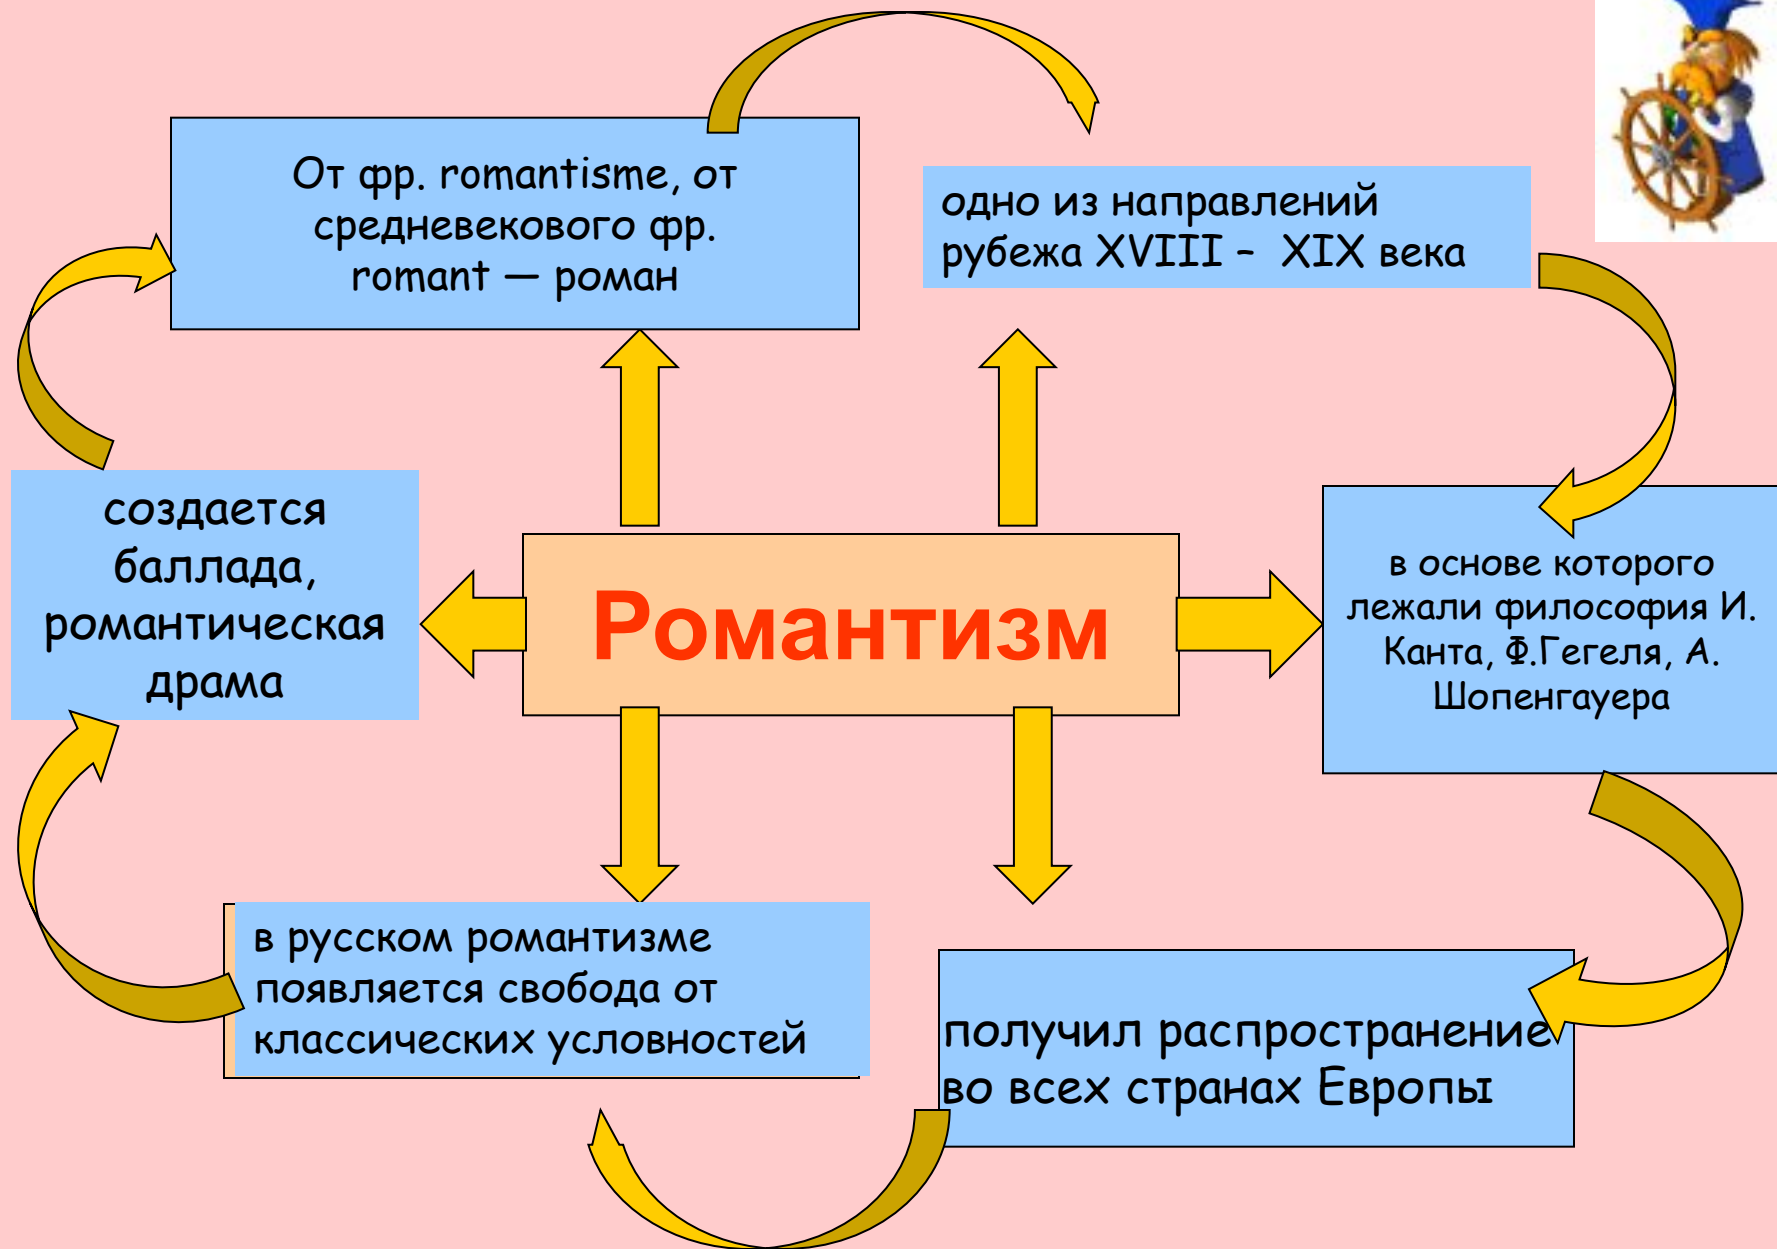 От фр. romantisme, от
средневекового фр.
romant — роман
одно из направлений
рубежа XVIII – XIX века
в основе которого
лежали философия И.
Канта, Ф.Гегеля, А.
Шопенгауера
получил распространение
во всех странах Европы
в русском романтизме
появляется свобода от
классических условностей
создается
баллада,
романтическая
драма
Романтизм